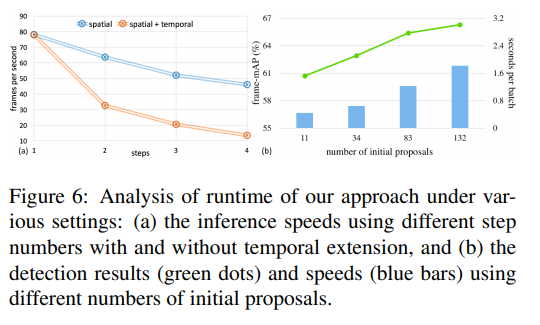 90
80
70
60
50
40
30
20
10
frames per second
spatial spatial + temporal
(a) 1 2 3 4
steps
67
64
61
58
55
frame-mAP (%)
3.2
2.4
1.6
0.8
0
seconds per batch
(b) 11 34 83 132
number of initial proposals
Figure 6: Analysis of runtime of our approach under var-
ious settings: (a) the inference speeds using different step
numbers with and without temporal extension, and (b) the
detection results (green dots) and speeds (blue bars) using
different numbers of initial proposals.